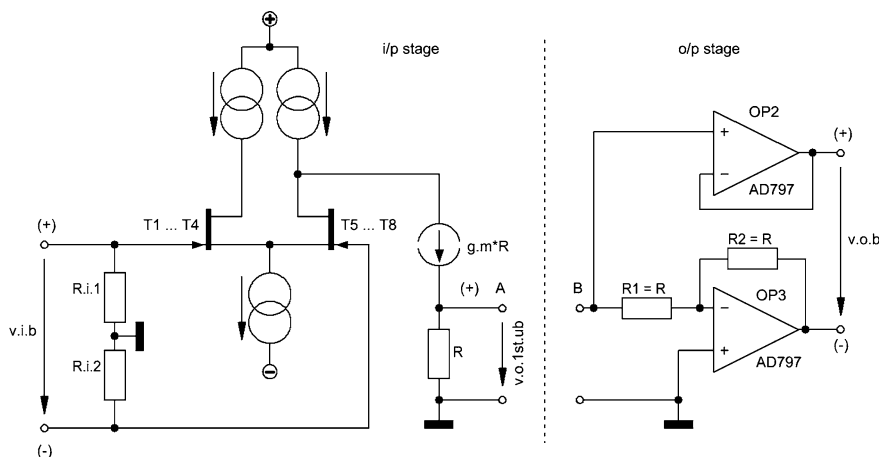 i/p stage
o/p stage
OP2
(+)
+
−
AD797
T1 ... T4
T5 ... T8
(+)
g.m*R
v.o.b
R2 = R
R.i.1
(+)
A
B
R1 = R
OP3
v.i.b
−
+
(-)
R.i.2
R
v.o.1st.ub
AD797
(-)